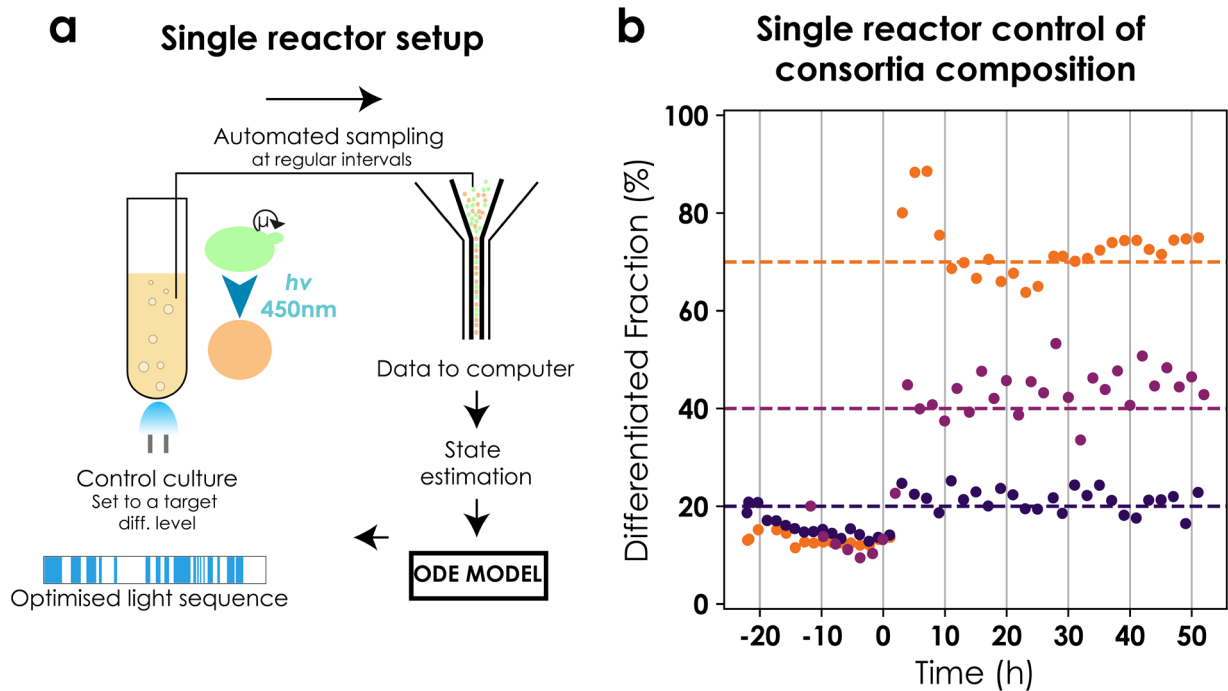 a
Single reactor setup
Automated sampling
at regular intervals
μ
hν
450nm
Data to computer
State
estimation
ODE MODEL
Control culture
Set to a target
diff. level
Optimised light sequence
b
Single reactor control of
consortia composition
Differentiated Fraction (%)
100
80
60
40
20
0
-20 -10 0 10 20 30 40 50
Time (h)